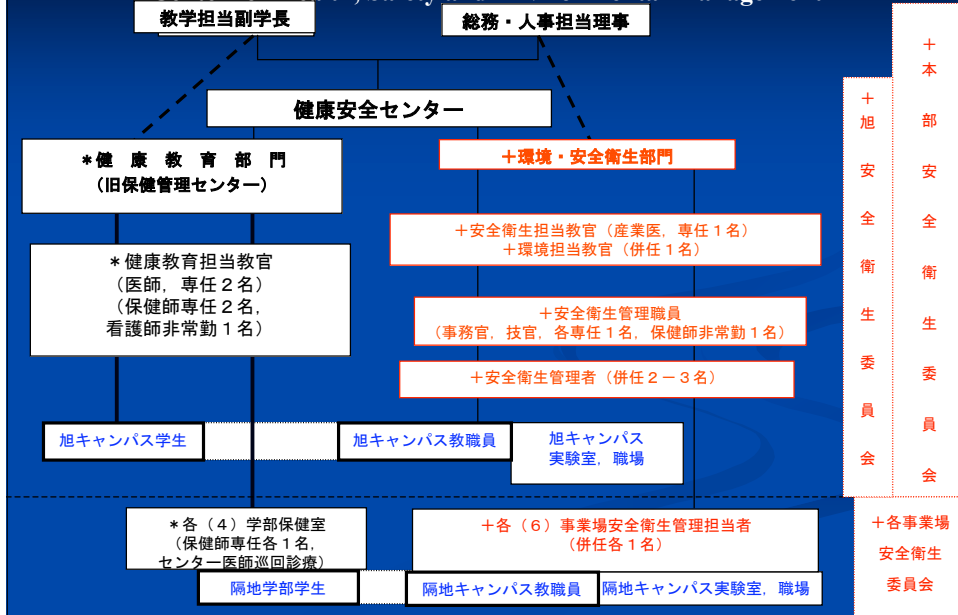 教学担当副学長
総務・人事担当理事
健康安全センター
*健康教育部門
(旧保健管理センター)
+環境・安全衛生部門
+安全衛生担当教官(産業医,専任1名)
+環境担当教官(併任1名)
*健康教育担当教官
(医師,専任2名)
(保健師専任2名,
看護師非常勤1名)
+安全衛生管理職員
(事務官,技官,各専任1名,保健師非常勤1名)
+安全衛生管理者(併任2-3名)
旭キャンパス学生
旭キャンパス教職員
旭キャンパス
実験室,職場
+旭安全衛生委員会
+本部安全衛生委員会
*各(4)学部保健室
(保健師専任各1名,
センター医師巡回診療)
+各(6)事業場安全衛生管理担当者
(併任各1名)
+各事業場
安全衛生
委員会
隔地学部学生
隔地キャンパス教職員
隔地キャンパス実験室,職場